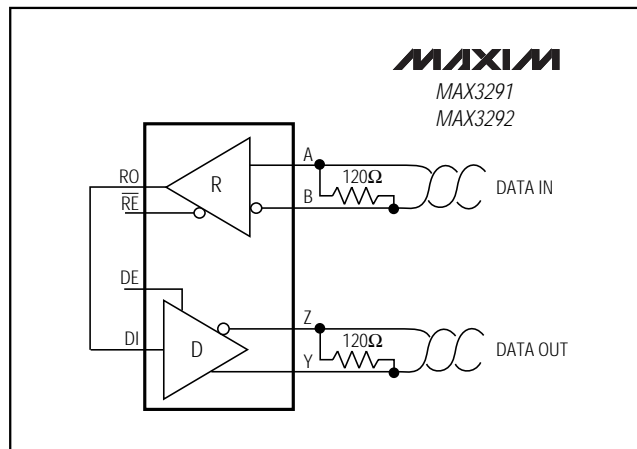 MAXIM
MAX3291
MAX3292
A
RO
R
120Ω
DATA IN
RE
B
DE
Z
DI
D
120Ω
DATA OUT
Y